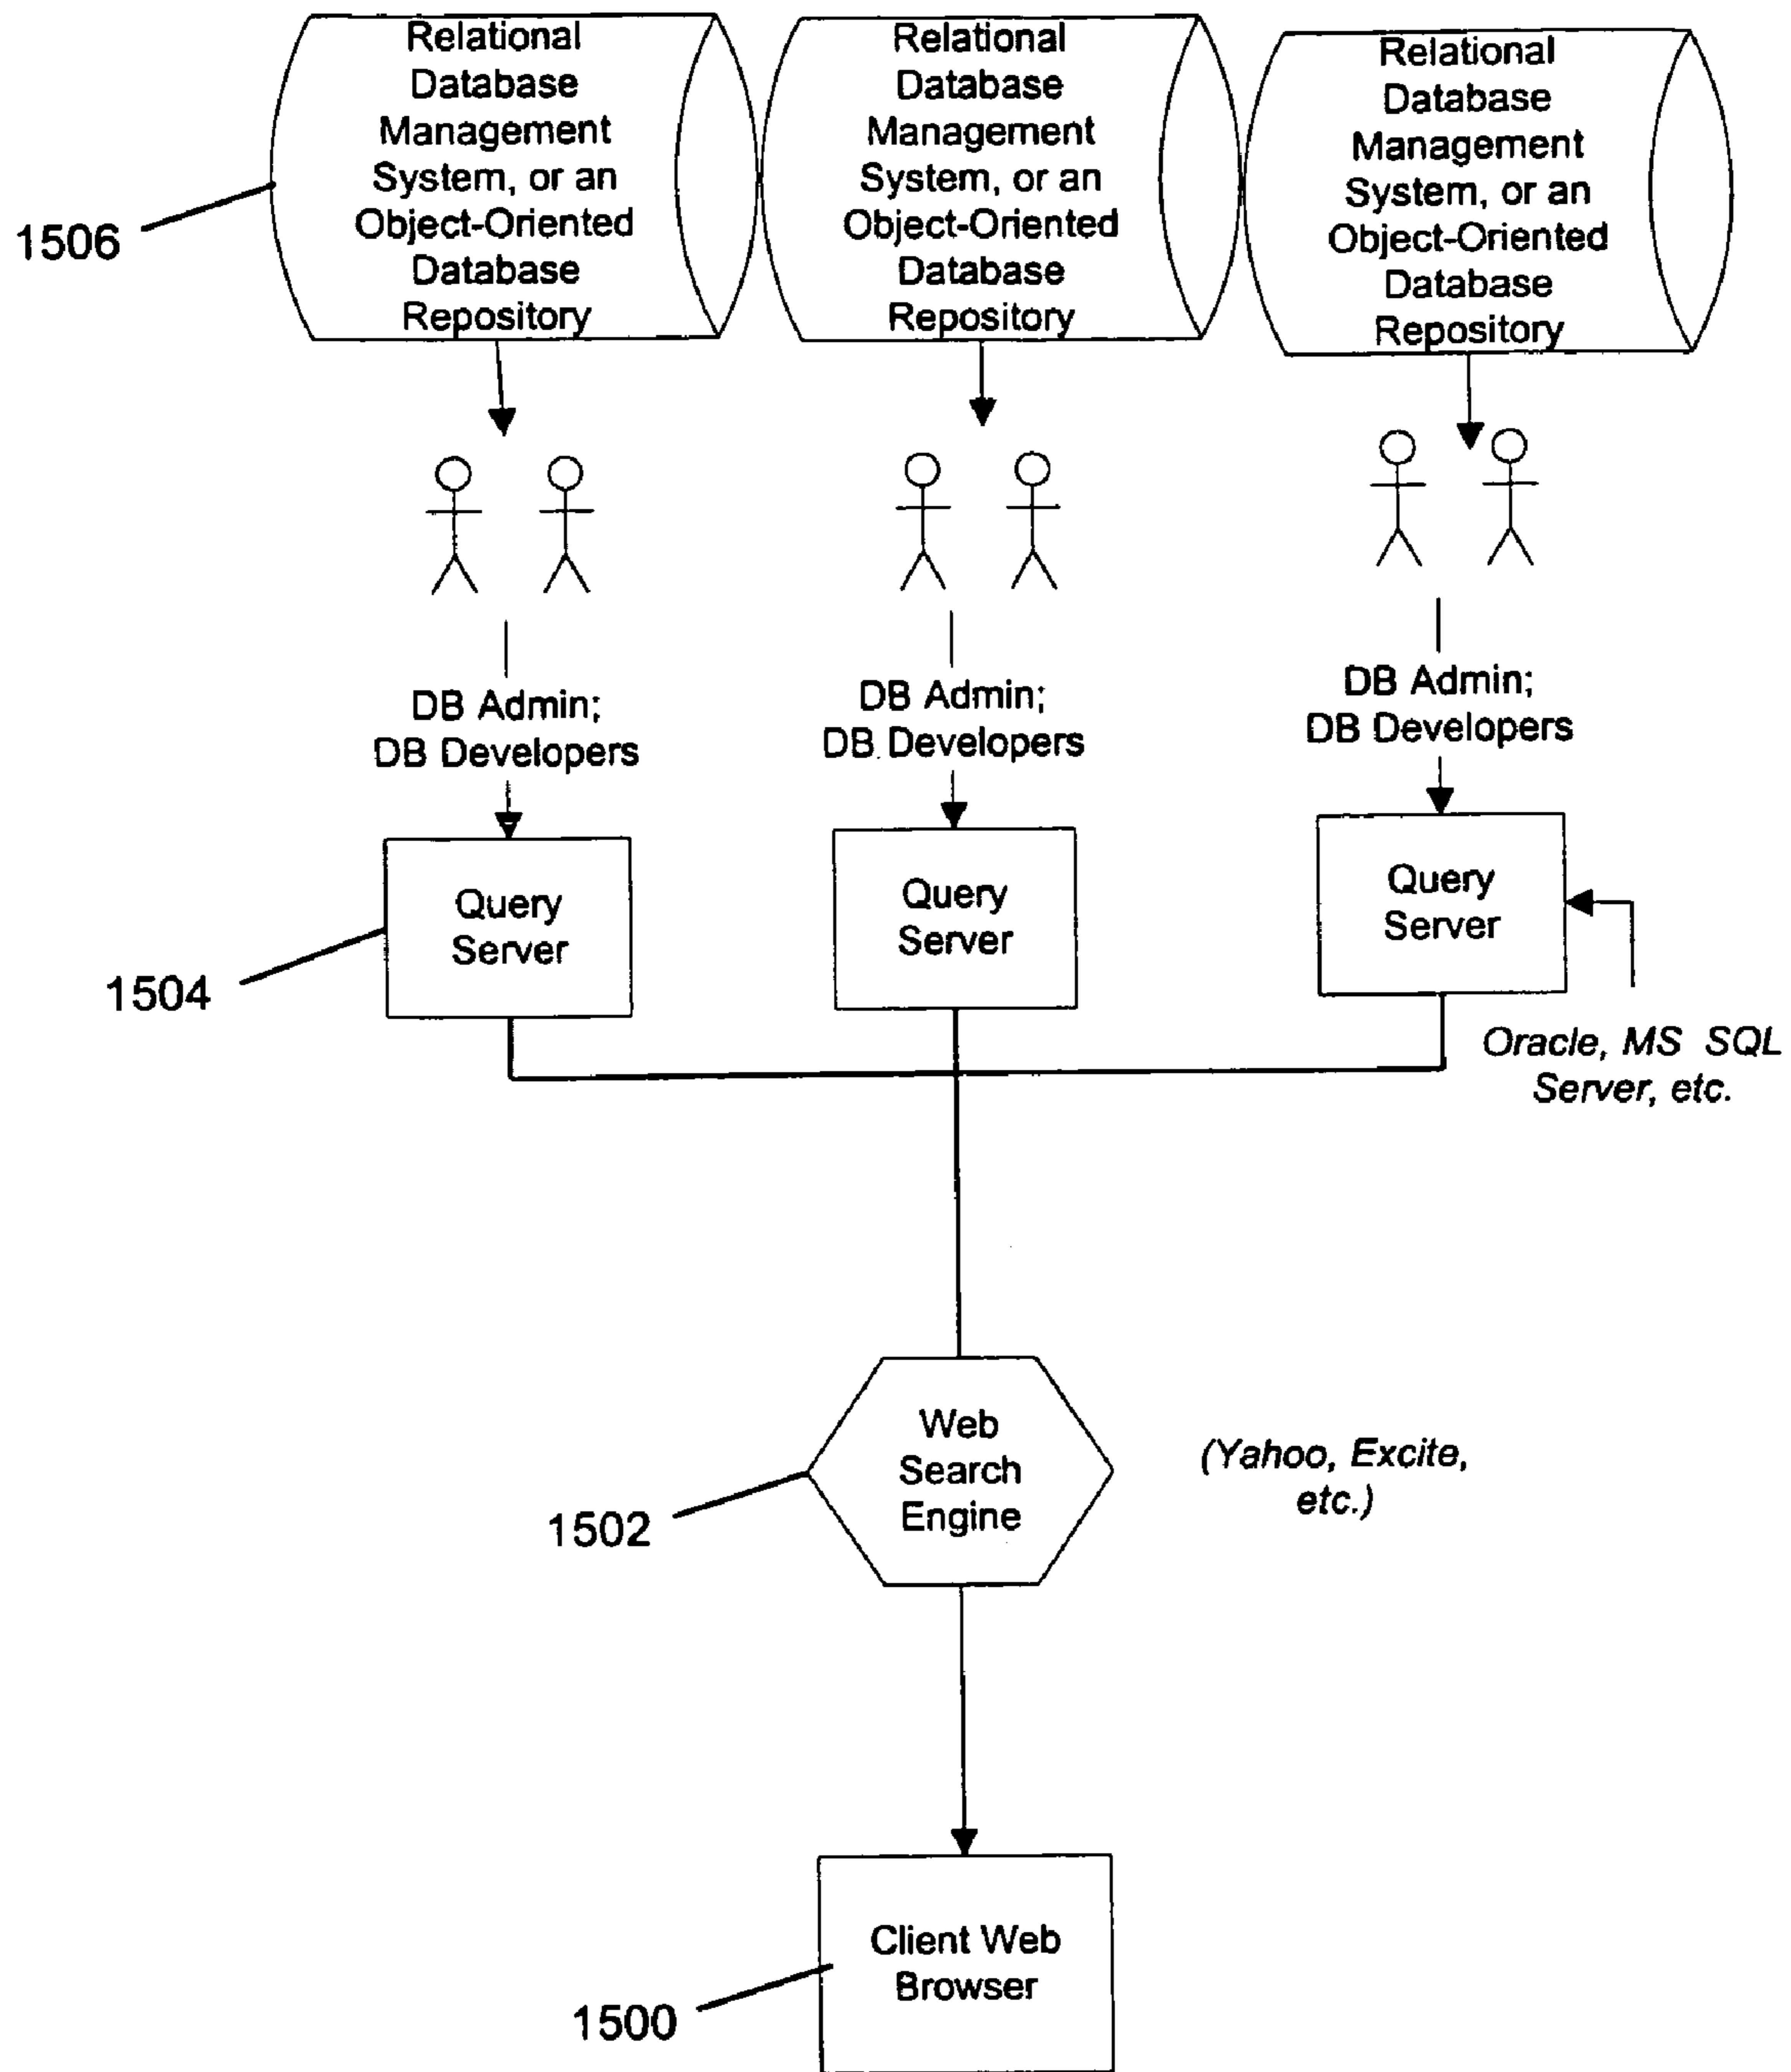 Relational
Database
Management
System, or an
Object-Oriented
Database
Repository
Relational
Database
Management
System, or an
Object-Oriented
Database
Repository
Relational
Database
Management
System, or an
Object-Oriented
Database
Repository
1506
DB Admin;
DB Developers
DB Admin;
DB Developers
DB Admin;
DB Developers
Query
Server
Query
Server
Query
Server
1504
Oracle, MS SQL
Server, etc.
Web
Search
Engine
(Yahoo, Excite,
etc.)
1502
Client Web
Browser
1500